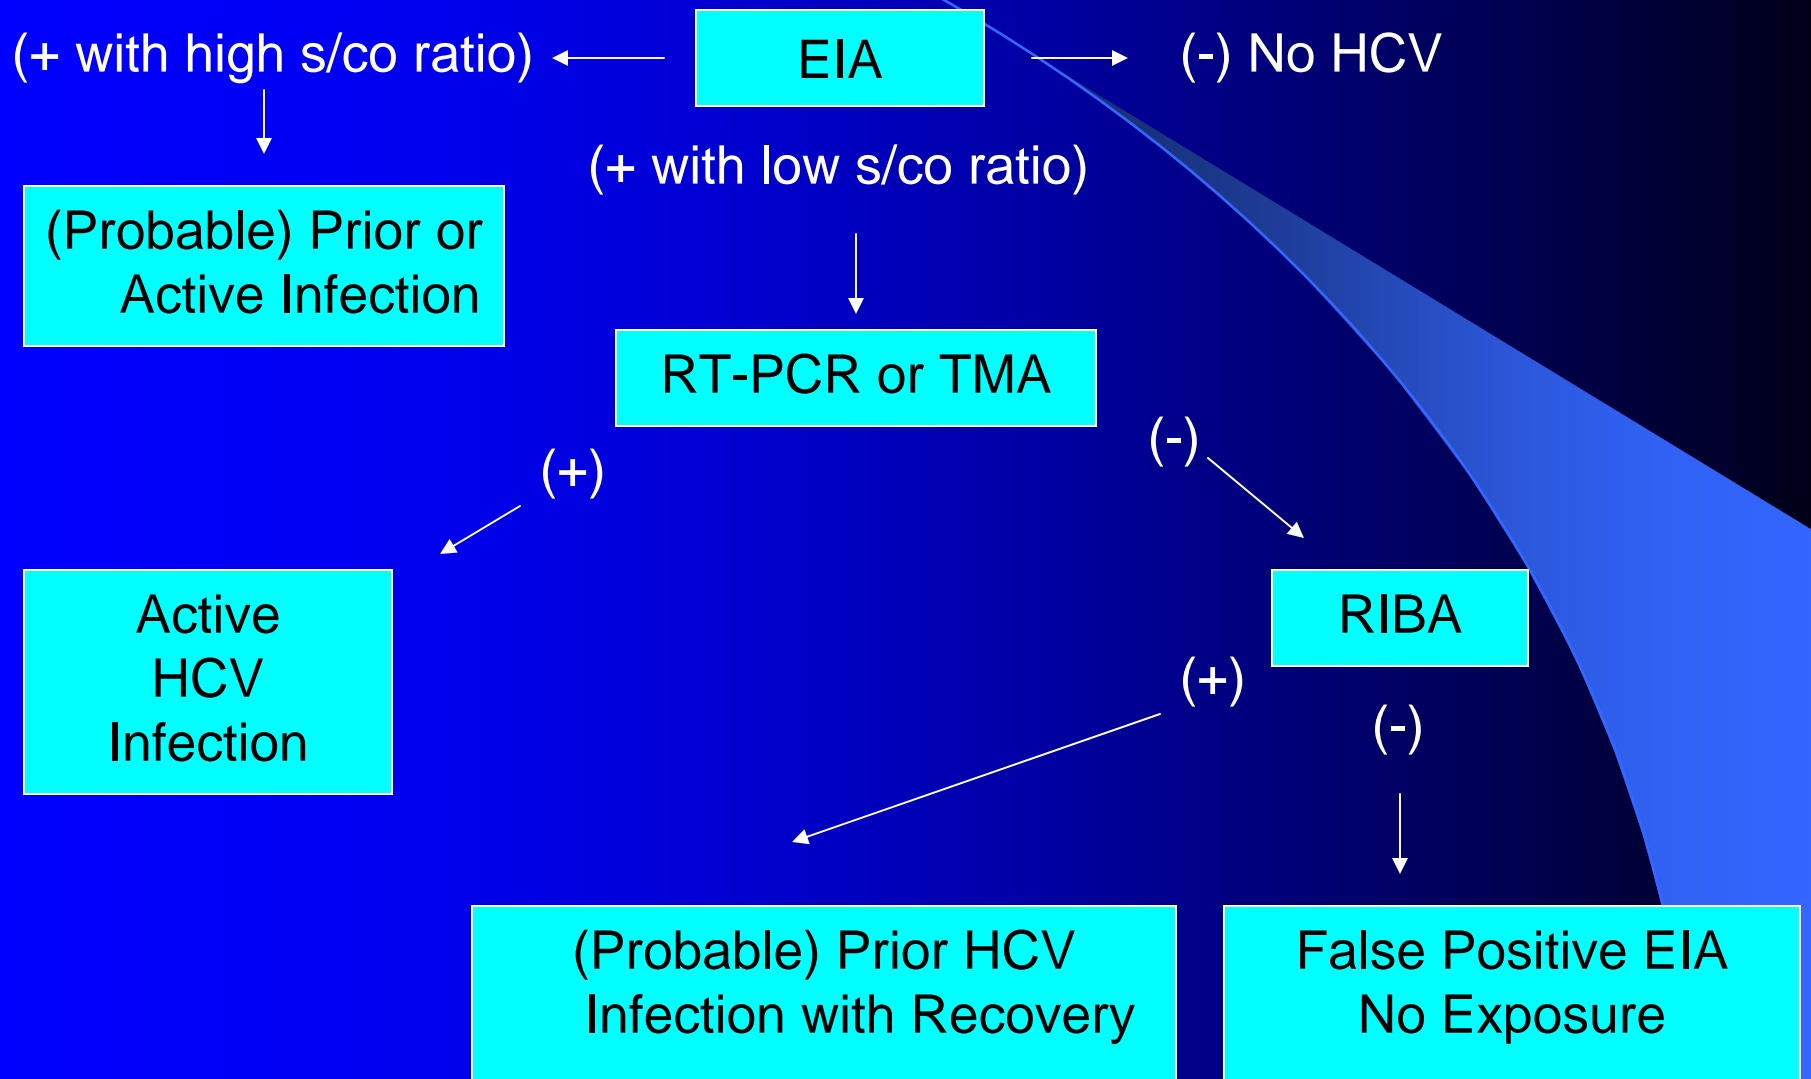 (+ with high s/co ratio)
EIA
(-) No HCV
(+ with low s/co ratio)
(Probable) Prior or
Active Infection
RT-PCR or TMA
(+)
(-)
Active
HCV
Infection
RIBA
(+)
(-)
(Probable) Prior HCV
Infection with Recovery
False Positive EIA
No Exposure